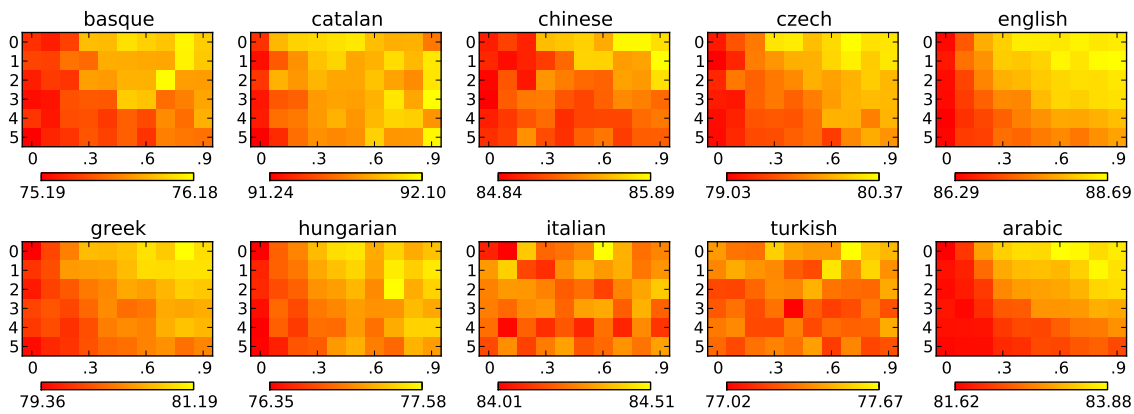 basque catalan chinese czech english
0 0 0 0 0
1 1 1 1 1
2 2 2 2 2
3 3 3 3 3
4 4 4 4 4
5 5 5 5 5
0 .3 .6 .9 0 .3 .6 .9 0 .3 .6 .9 0 .3 .6 .9 0 .3 .6 .9
75.19 76.18 91.24 92.10 84.84 85.89 79.03 80.37 86.29 88.69
greek hungarian italian turkish arabic
0 0 0 0 0
1 1 1 1 1
2 2 2 2 2
3 3 3 3 3
4 4 4 4 4
5 5 5 5 5
0 .3 .6 .9 0 .3 .6 .9 0 .3 .6 .9 0 .3 .6 .9 0 .3 .6 .9
79.36 81.19 76.35 77.58 84.01 84.51 77.02 77.67 81.62 83.88